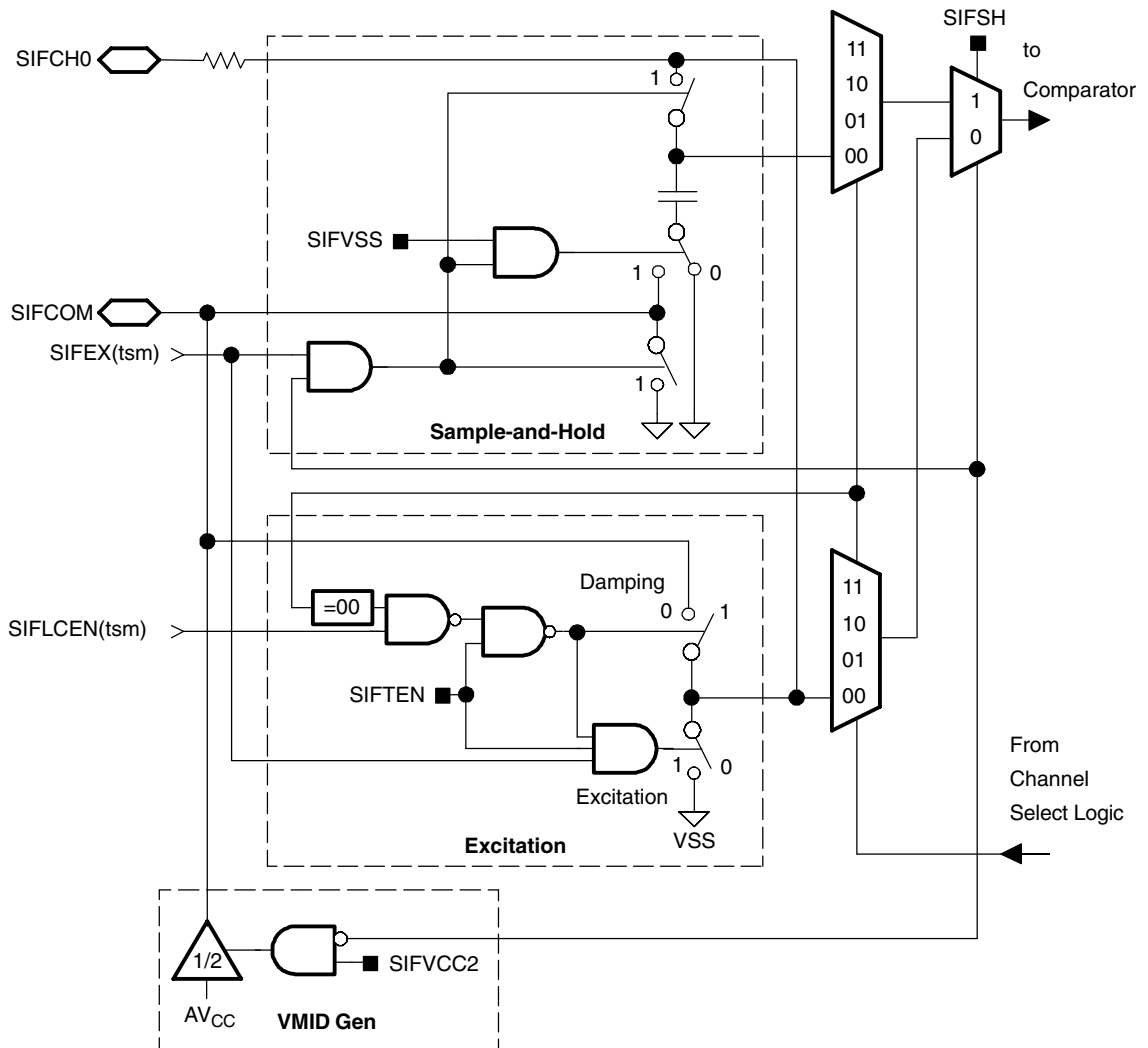 SIFCH0
SIFSH
to
Comparator
11
10
01
00
1
0
1
SIFVSS
1
0
SIFCOM
SIFEX(tsm)
1
Sample-and-Hold
Damping
0
1
=00
SIFLCEN(tsm)
SIFTEN
11
10
01
00
1
0
Excitation
VSS
Excitation
From
Channel
Select Logic
1/2
SIFVCC2
AVCC
VMID Gen